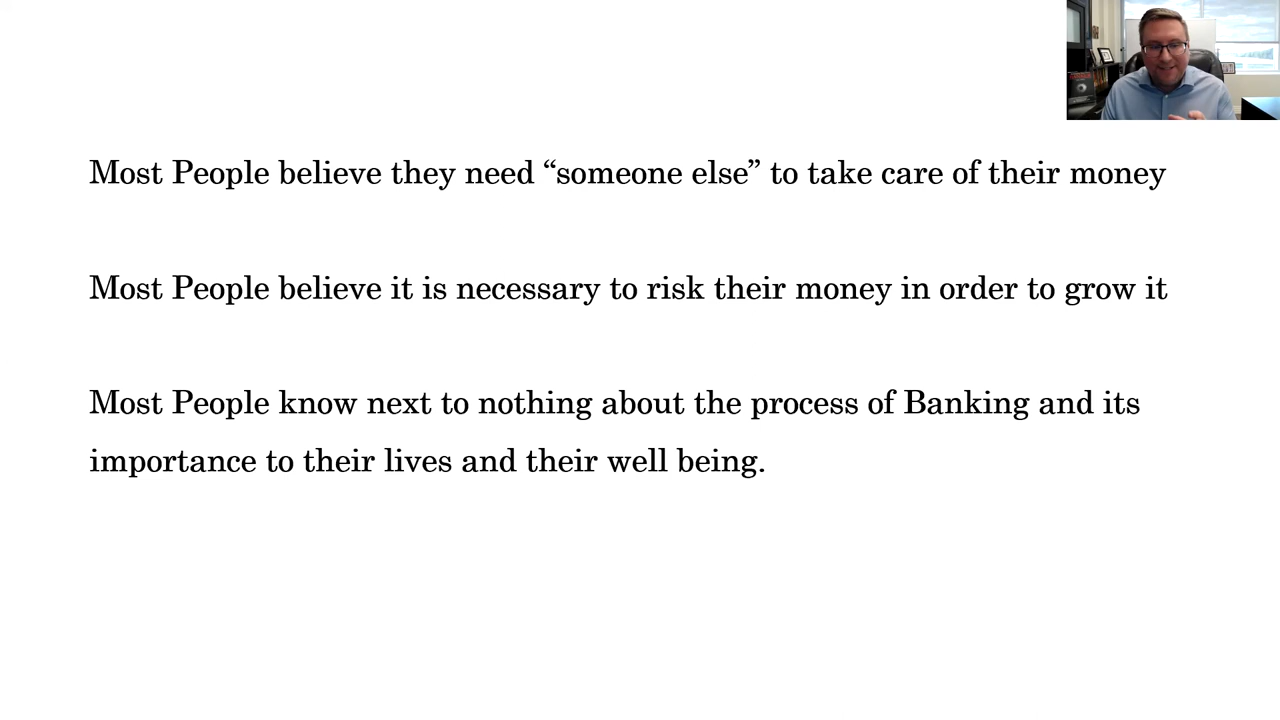 Most People believe they need “someone else” to take care of their money
Most People believe it is necessary to risk their money in order to grow it
Most People know next to nothing about the process of Banking and its
importance to their lives and their well being.